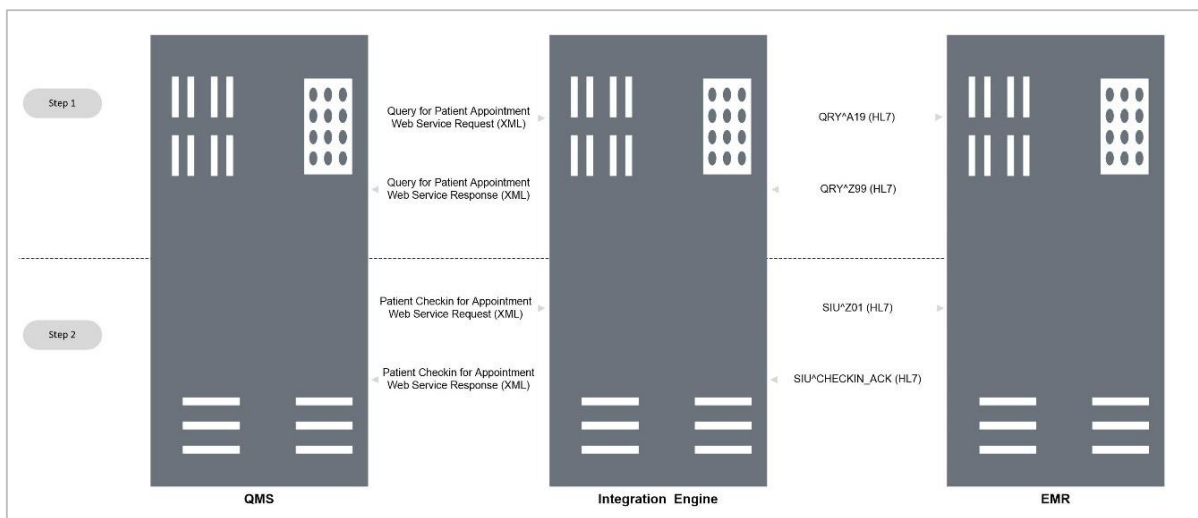 Step 1
Query for Patient Appointment
Web Service Request (XML)
QRY^A19 (HL7)
Query for Patient Appointment
Web Service Response (XML)
QRY^Z99 (HL7)
Step 2
Patient Checkin for Appointment
Web Service Request (XML)
SIU^Z01 (HL7)
Patient Checkin for Appointment
Web Service Response (XML)
SIU^CHECKIN_ACK (HL7)
QMS
Integration Engine
EMR